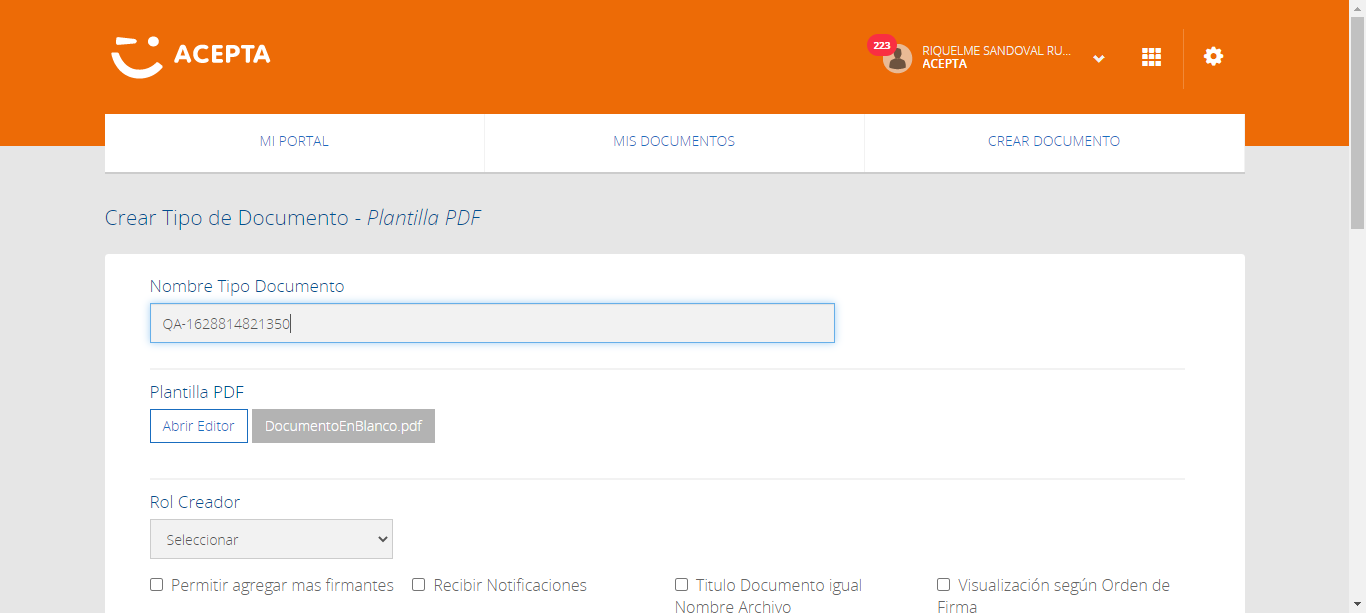 ACEPTA
223
RIQUELME SANDOVAL RU...
ACEPTA
MI PORTAL
MIS DOCUMENTOS
CREAR DOCUMENTO
Crear Tipo de Documento - Plantilla PDF
Nombre Tipo Documento
QA-1628814821350
Plantilla PDF
Abrir Editor
DocumentoEnBlanco.pdf
Rol Creador
Seleccionar
Permitir agregar mas firmantes
Recibir Notificaciones
Titulo Documento igual
Nombre Archivo
Visualización según Orden de
Firma